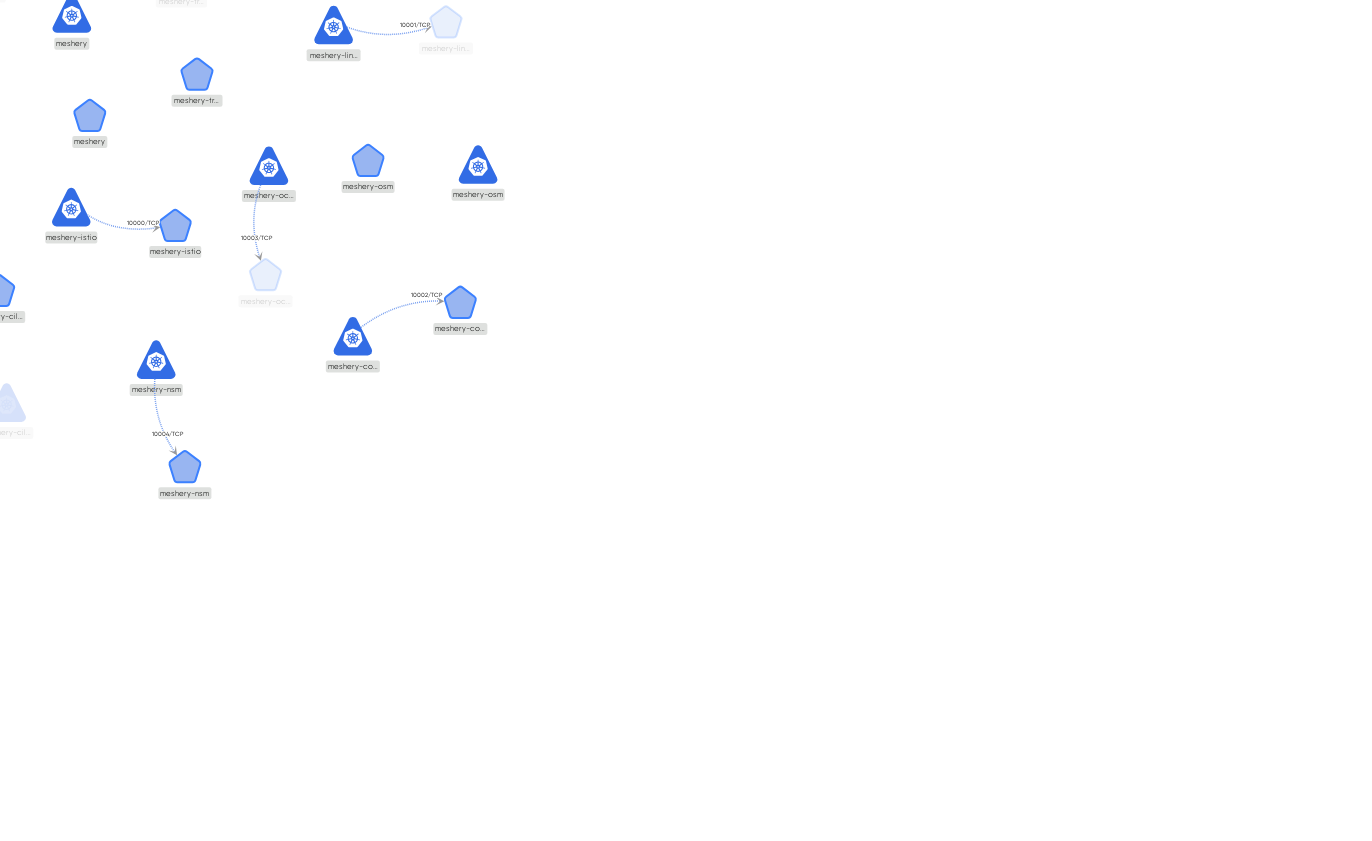 meshery-tr...
10001/TCP
meshery
meshery-lin...
meshery-lin...
meshery-tr...
meshery
meshery-oc...
meshery-osm
meshery-osm
10000/TCP
meshery-istio
meshery-istio
10003/TCP
meshery-oc...
10002/TCP
y-cil...
meshery-co...
meshery-co...
meshery-nsm
ery-cil...
10004/TCP
meshery-nsm